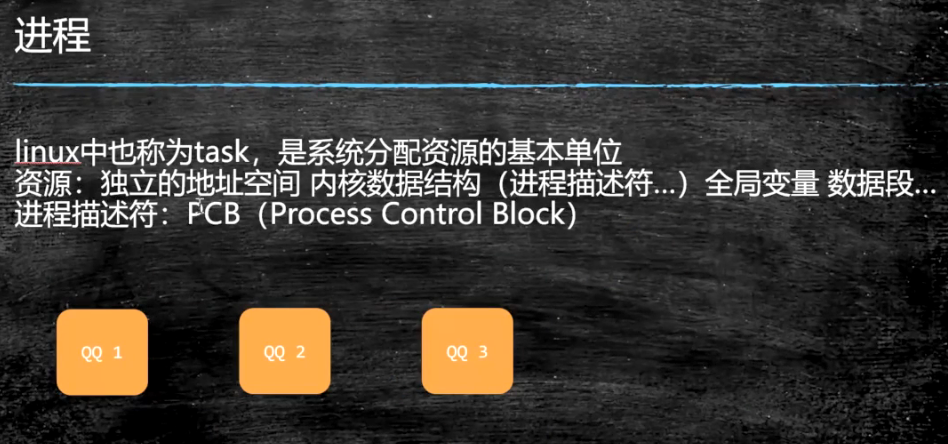 进程
linux中也称为task，是系统分配资源的基本单位
资源：独立的地址空间 内核数据结构（进程描述符...）全局变量 数据段...
进程描述符：PCB（Process Control Block）
QQ 1
QQ 2
QQ 3